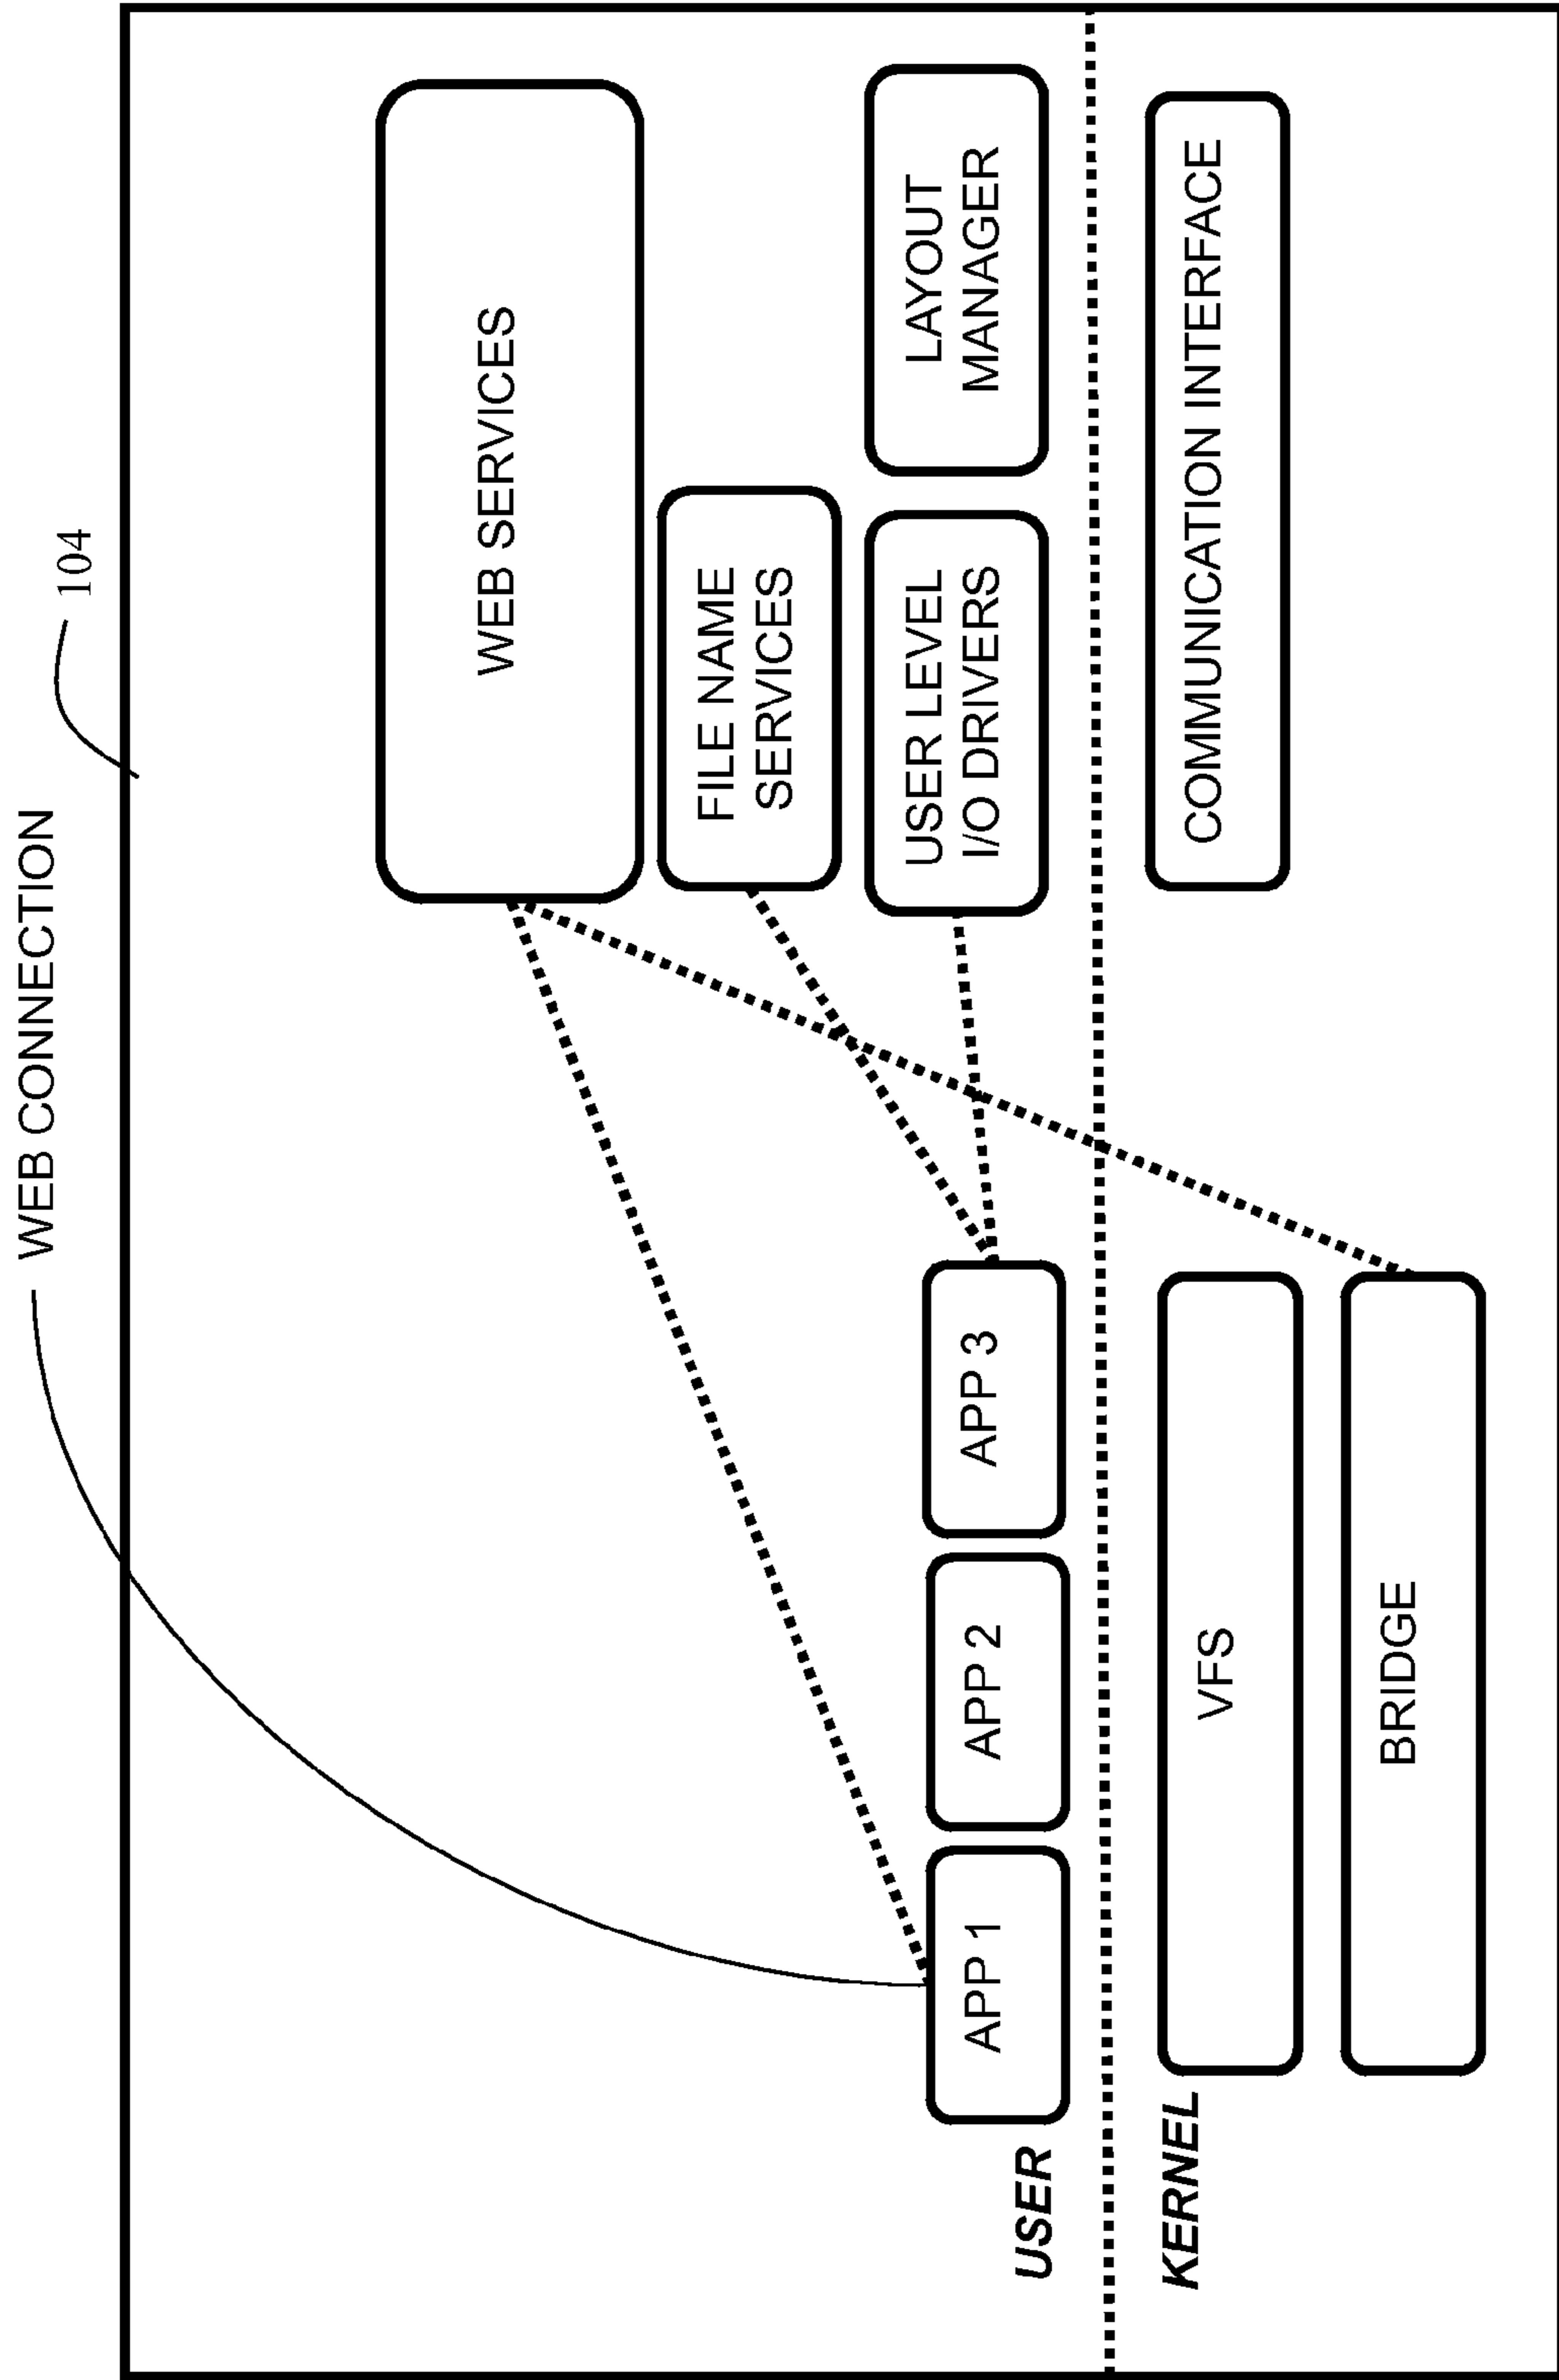 WEB CONNECTION
104
WEB SERVICES
FILE NAME
SERVICES
USER LEVEL
I/O DRIVERS
LAYOUT
MANAGER
APP 1
APP 2
APP 3
USER
KERNEL
VFS
COMMUNICATION INTERFACE
BRIDGE